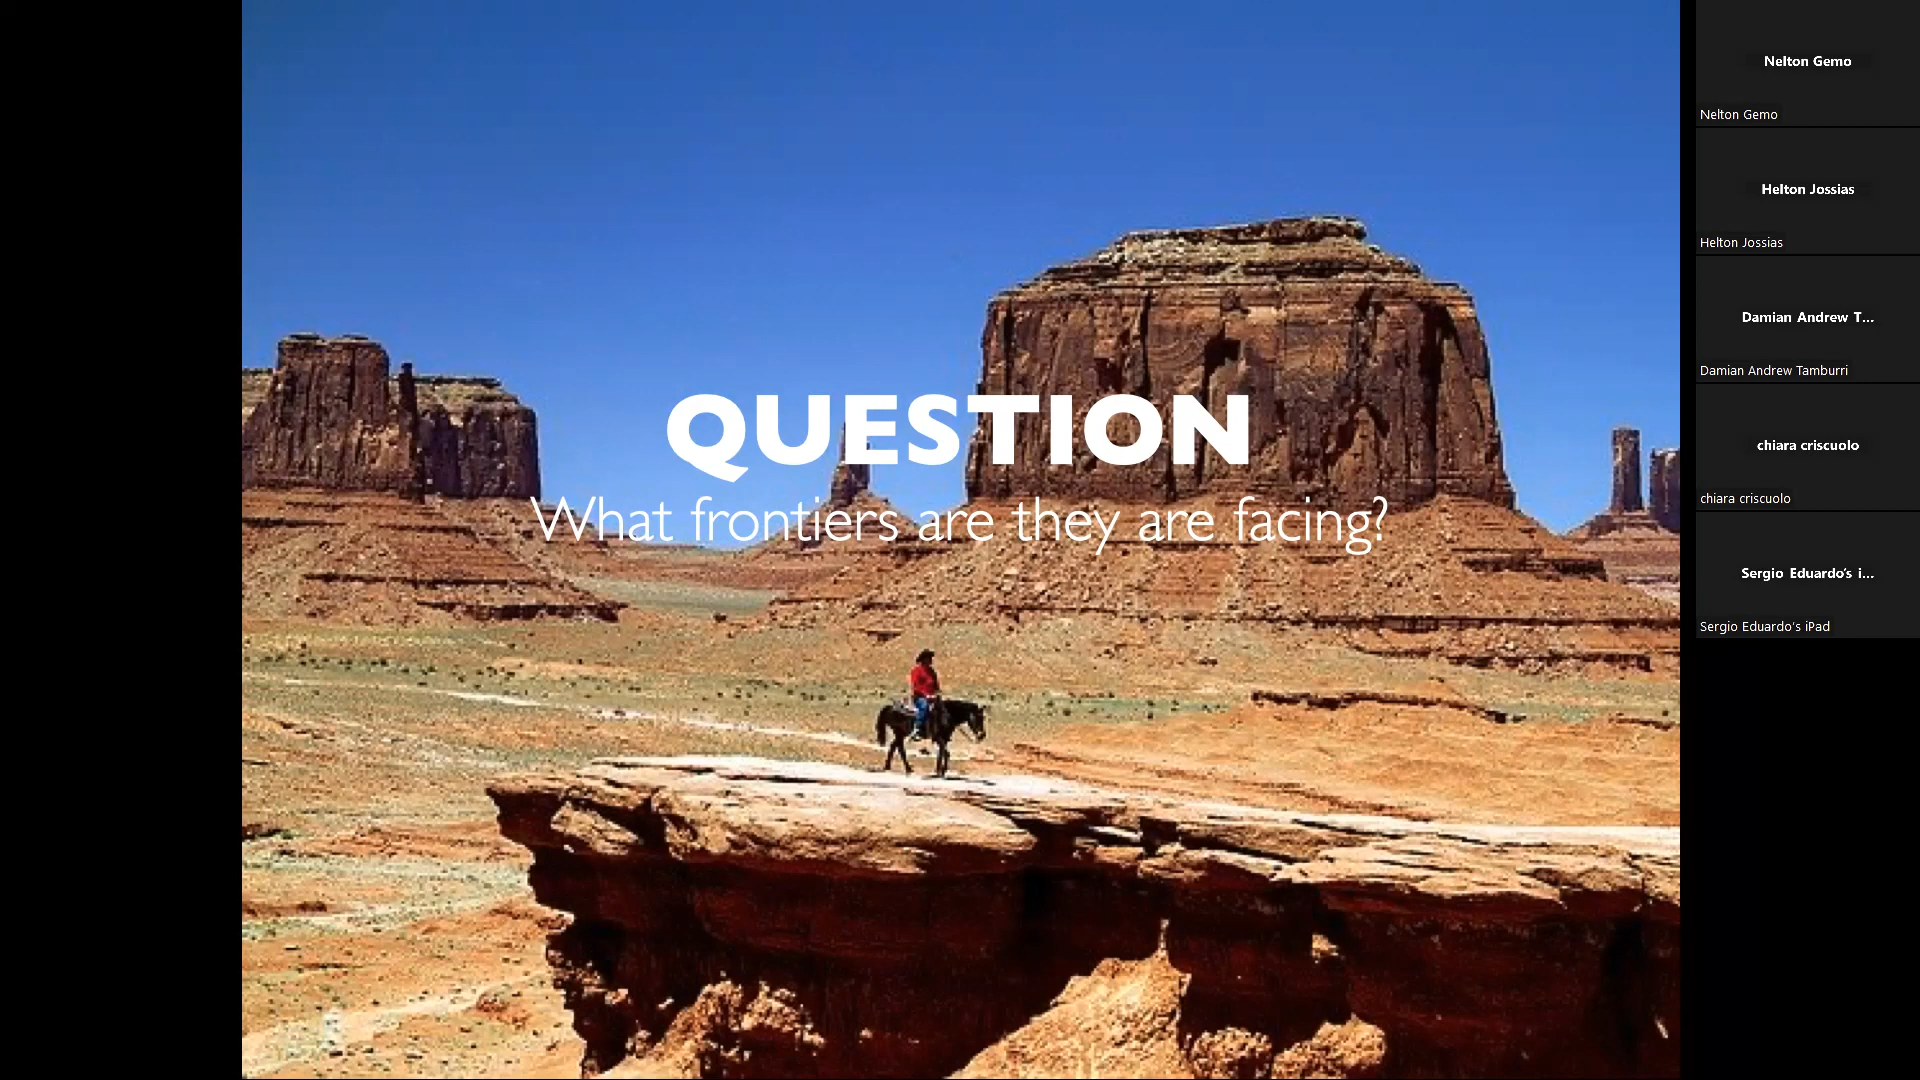 QUESTION
What frontiers are they are facing?
Nelton Gemo
Nelton Gemo
Helton Jossias
Helton Jossias
Damian Andrew T...
Damian Andrew Tamburri
chiara criscuolo
chiara criscuolo
Sergio Eduardo's i...
Sergio Eduardo's iPad